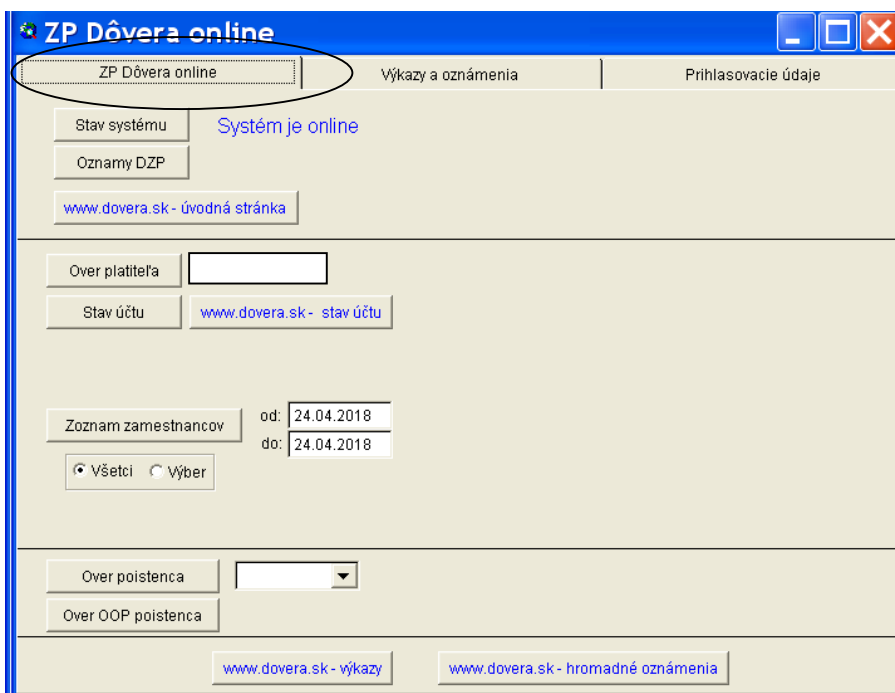 ZP Dôvera online
ZP Dôvera online Výkazy a oznámenia Prihlasovacie údaje
Stav systému Systém je online
Oznamy DZP
www.dovera.sk - úvodná stránka
Over platiteľa
Stav účtu www.dovera.sk - stav účtu
Zoznam zamestnancov od: 24.04.2018
do: 24.04.2018
Všetci Výber
Over poistenca
Over OOP poistenca
www.dovera.sk - výkazy www.dovera.sk - hromadné oznámenia